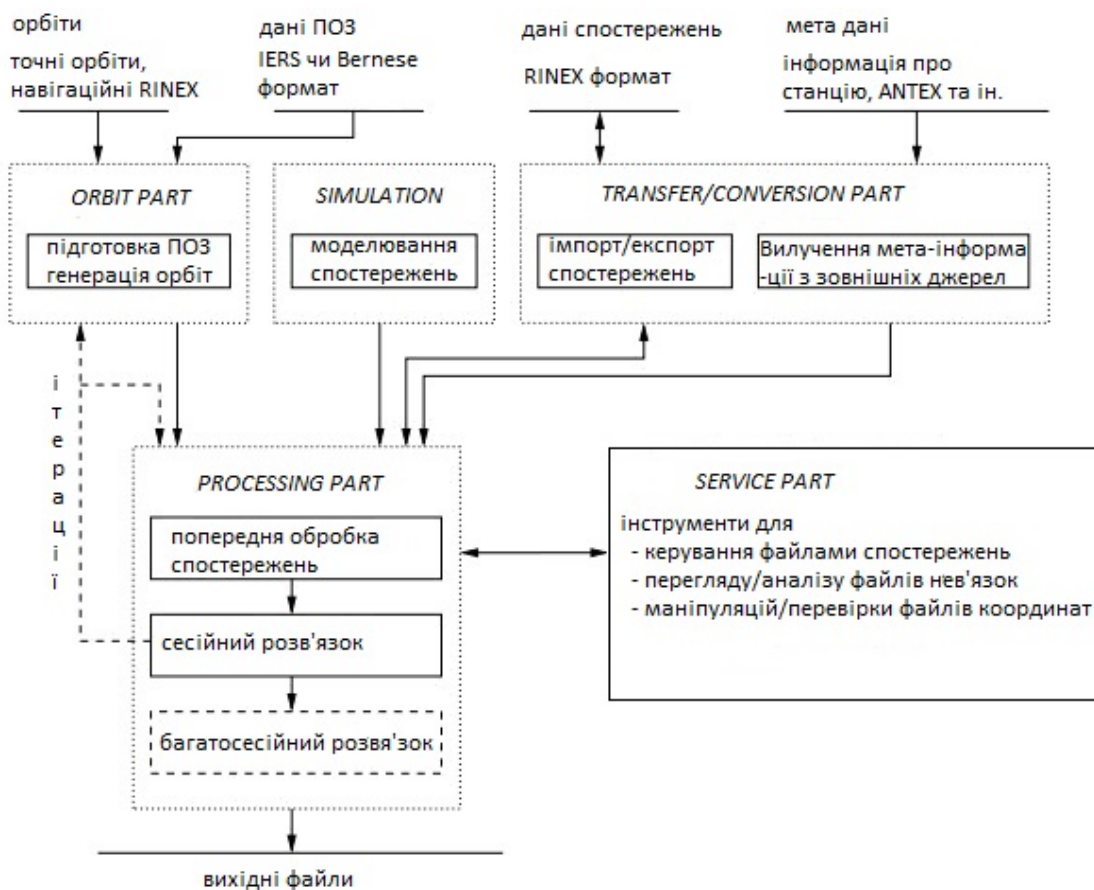 орбіти
точні орбіти,
навігаційні RINEX
дані ПОЗ
IERS чи Bernese
формат
дані спостережень
RINEX формат
мета дані
інформація про
станцію, ANTEX та ін.
ORBIT PART
підготовка ПОЗ
генерація орбіт
SIMULATION
моделювання
спостережень
TRANSFER/CONVERSION PART
імпорт/експорт
спостережень
Вилучення мета-інформа
-ції з зовнішніх джерел
ітерації
PROCESSING PART
попередня обробка
спостережень
сесійний розв'язок
багатосесійний розвя'зок
SERVICE PART
інструменти для
- керування файлами спостережень
- перегляду/аналізу файлів нев'язок
- маніпуляцій/перевірки файлів координат
вихідні файли